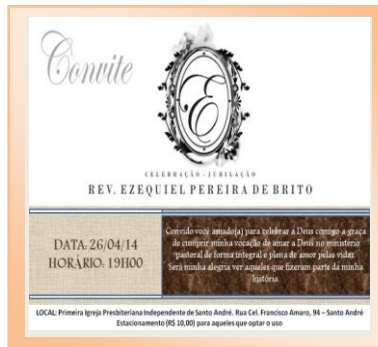 Convite
E
CELEBRAÇÃO - JUBILAÇÃO
REV. EZEQUIEL PEREIRA DE BRITO
DATA: 26/04/14
HORÁRIO: 19H00
Convido você amado(a) para celebrar a Deus comigo a graça
de cumprir minha vocação de amar a Deus no ministério
pastoral de forma integral e plena de amor pelas vidas
Será minha alegria ver aqueles que fizeram parte da minha
história.
LOCAL: Primeira Igreja Presbiteriana Independente de Santo André. Rua Cel. Francisco Amaro, 94 – Santo André
Estacionamento (R$ 10,00) para aqueles que optar o uso